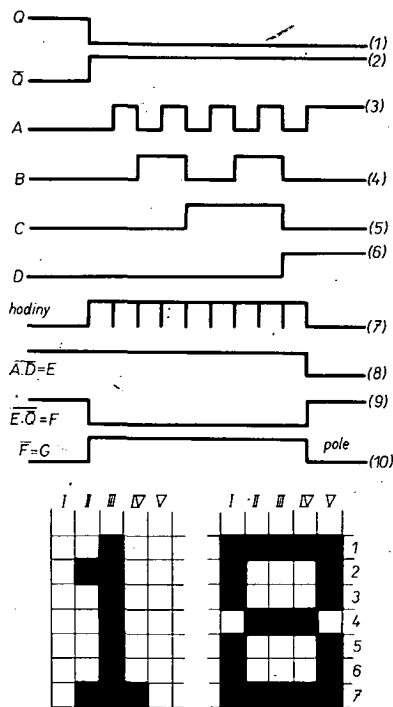 Q (1)
Q̅ (2)
A (3)
B (4)
C (5)
D (6)
hodiny (7)
A̅.̅D̅=E (8)
E̅.̅Q̅=F (9)
F̅=G pole (10)
I II III IV V I II III IV V
1
2
3
4
5
6
7